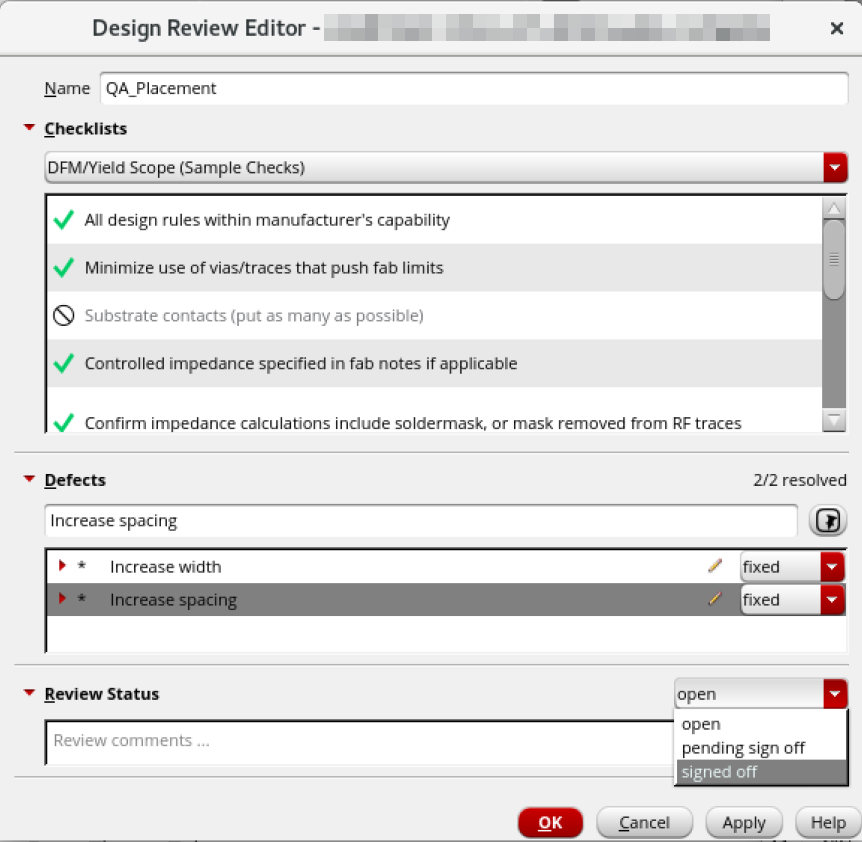 Design Review Editor -
Name QA_Placement
Checklists
DFM/Yield Scope (Sample Checks)
All design rules within manufacturer's capability
Minimize use of vias/traces that push fab limits
Substrate contacts (put as many as possible)
Controlled impedance specified in fab notes if applicable
Confirm impedance calculations include soldermask, or mask removed from RF traces
Defects 2/2 resolved
Increase spacing
* Increase width fixed
* Increase spacing fixed
Review Status open
open
Review comments ...
pending sign off
signed off
OK Cancel Apply Help